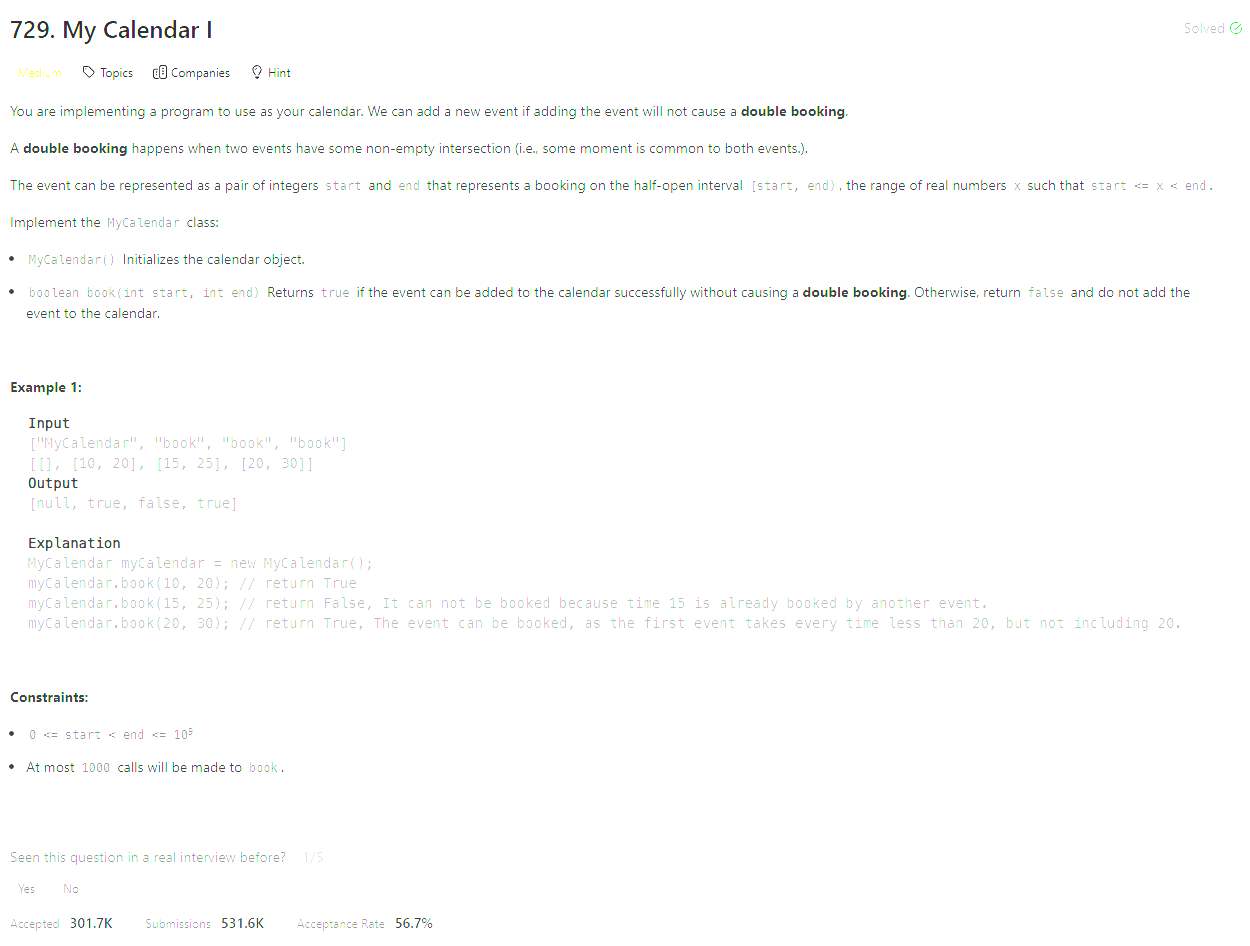 729. My Calendar I
Solved
Medium Topics Companies Hint
You are implementing a program to use as your calendar. We can add a new event if adding the event will not cause a double booking.
A double booking happens when two events have some non-empty intersection (i.e., some moment is common to both events.).
The event can be represented as a pair of integers start and end that represents a booking on the half-open interval [start, end), the range of real numbers x such that start <= x < end.
Implement the MyCalendar class:
• MyCalendar() Initializes the calendar object.
• boolean book(int start, int end) Returns true if the event can be added to the calendar successfully without causing a double booking. Otherwise, return false and do not add the
event to the calendar.
Example 1:
Input
["MyCalendar", "book", "book", "book"]
[[], [10, 20], [15, 25], [20, 30]]
Output
[null, true, false, true]
Explanation
MyCalendar myCalendar = new MyCalendar();
myCalendar.book(10, 20); // return True
myCalendar.book(15, 25); // return False, It can not be booked because time 15 is already booked by another event.
myCalendar.book(20, 30); // return True, The event can be booked, as the first event takes every time less than 20, but not including 20.
Constraints:
• 0 <= start < end <= 10⁹
• At most 1000 calls will be made to book.
Seen this question in a real interview before? 1/5
Yes No
Accepted 301.7K Submissions 531.6K Acceptance Rate 56.7%